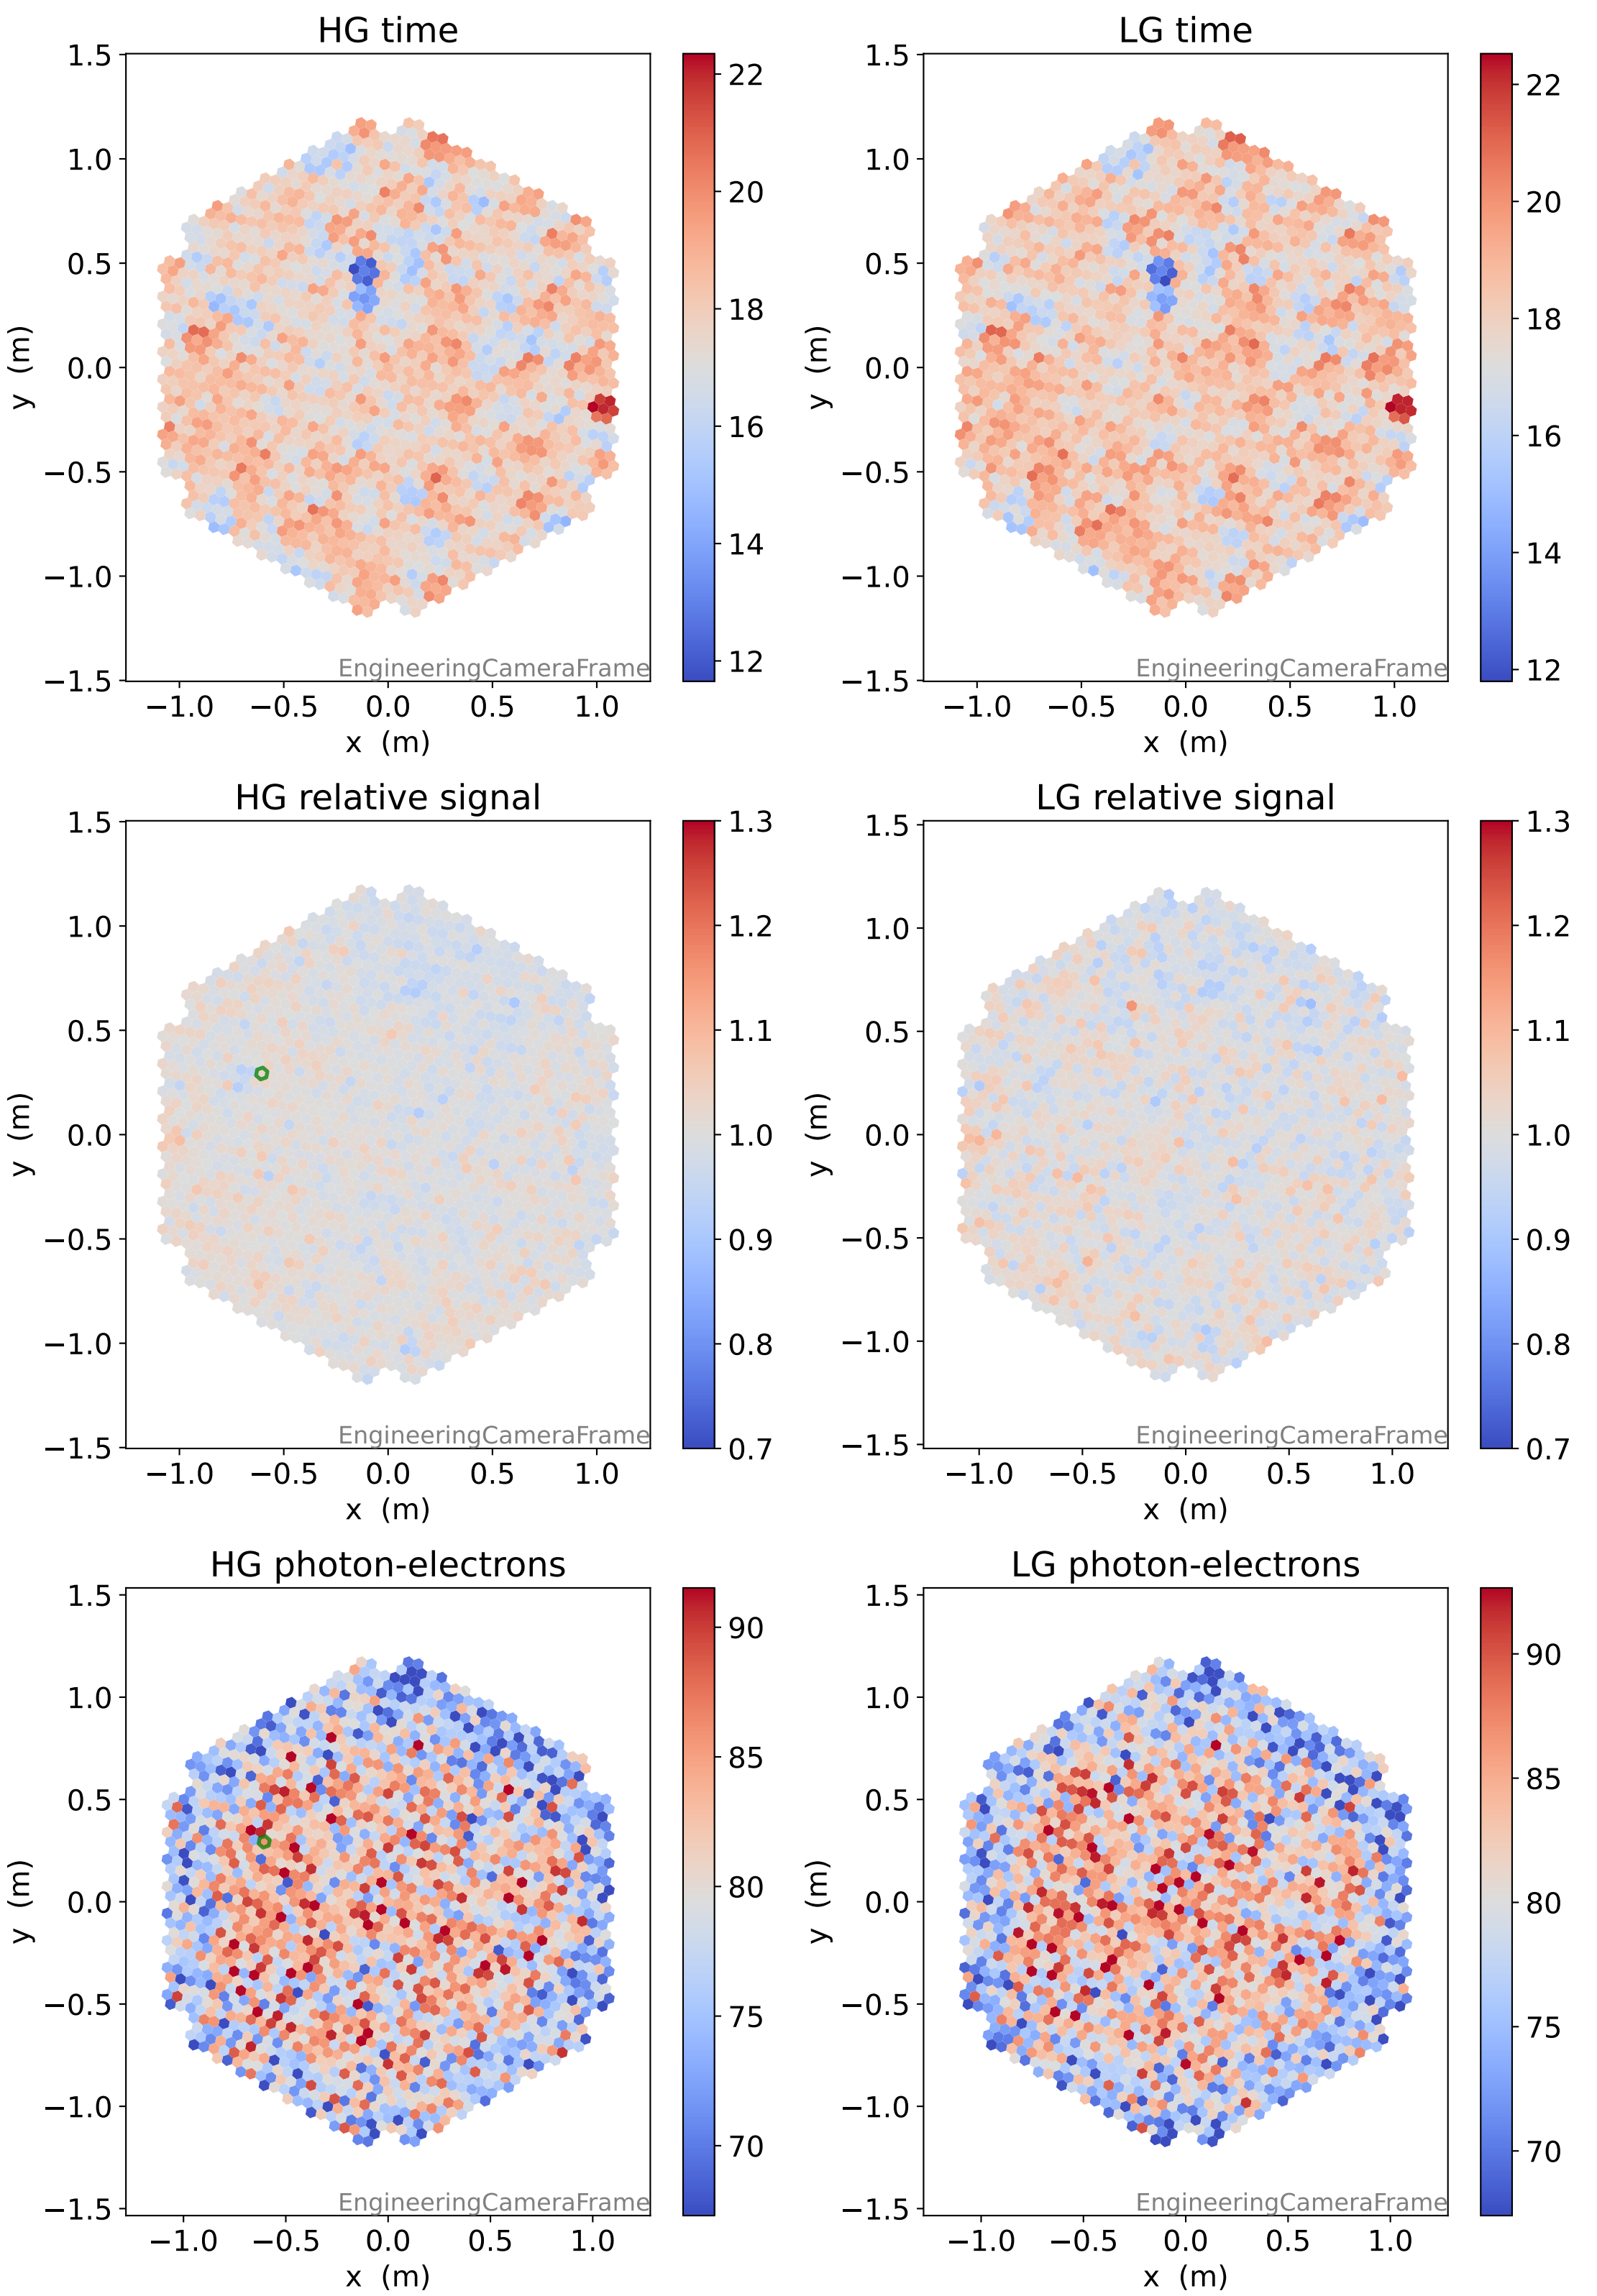 HG time
1.5
1.0
0.5
0.0
−0.5
−1.0
−1.5
y (m)
EngineeringCameraFrame
−1.0 −0.5 0.0 0.5 1.0
x (m)
22
20
18
16
14
12
LG time
1.5
1.0
0.5
0.0
−0.5
−1.0
−1.5
y (m)
EngineeringCameraFrame
−1.0 −0.5 0.0 0.5 1.0
x (m)
22
20
18
16
14
12
HG relative signal
1.5
1.0
0.5
0.0
−0.5
−1.0
−1.5
y (m)
EngineeringCameraFrame
−1.0 −0.5 0.0 0.5 1.0
x (m)
1.3
1.2
1.1
1.0
0.9
0.8
0.7
LG relative signal
1.5
1.0
0.5
0.0
−0.5
−1.0
−1.5
y (m)
EngineeringCameraFrame
−1.0 −0.5 0.0 0.5 1.0
x (m)
1.3
1.2
1.1
1.0
0.9
0.8
0.7
HG photon-electrons
1.5
1.0
0.5
0.0
−0.5
−1.0
−1.5
y (m)
EngineeringCameraFrame
−1.0 −0.5 0.0 0.5 1.0
x (m)
90
85
80
75
70
LG photon-electrons
1.5
1.0
0.5
0.0
−0.5
−1.0
−1.5
y (m)
EngineeringCameraFrame
−1.0 −0.5 0.0 0.5 1.0
x (m)
90
85
80
75
70